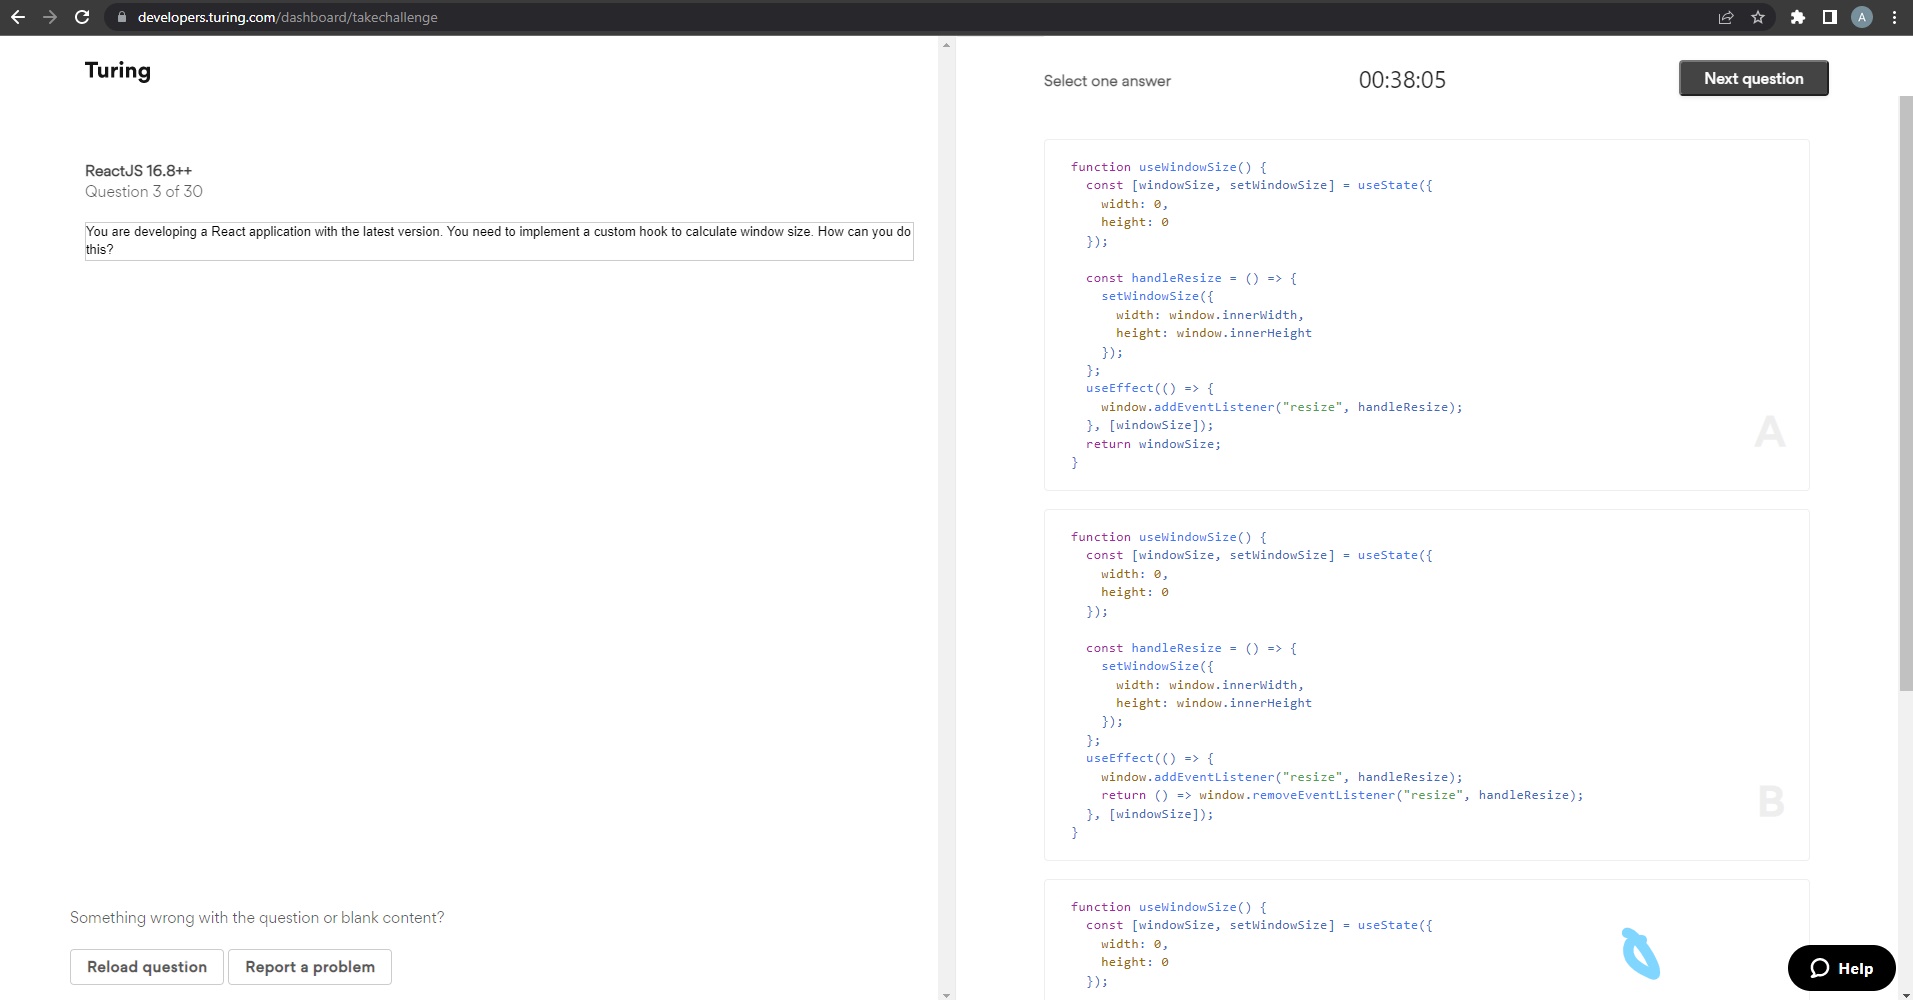 developers.turing.com/dashboard/takechallenge
A
Turing
ReactJS 16.8++
Question 3 of 30
You are developing a React application with the latest version. You need to implement a custom hook to calculate window size. How can you do
this?
Something wrong with the question or blank content?
Reload question
Report a problem
Select one answer
00:38:05
Next question
function useWindowSize() {
  const [windowSize, setWindowSize] = useState({
    width: 0,
    height: 0
  });

  const handleResize = () => {
    setWindowSize({
      width: window.innerWidth,
      height: window.innerHeight
    });
  };
  useEffect(() => {
    window.addEventListener("resize", handleResize);
  }, [windowSize]);
  return windowSize;
}
A
function useWindowSize() {
  const [windowSize, setWindowSize] = useState({
    width: 0,
    height: 0
  });

  const handleResize = () => {
    setWindowSize({
      width: window.innerWidth,
      height: window.innerHeight
    });
  };
  useEffect(() => {
    window.addEventListener("resize", handleResize);
    return () => window.removeEventListener("resize", handleResize);
  }, [windowSize]);
}
B
function useWindowSize() {
  const [windowSize, setWindowSize] = useState({
    width: 0,
    height: 0
  });
Help